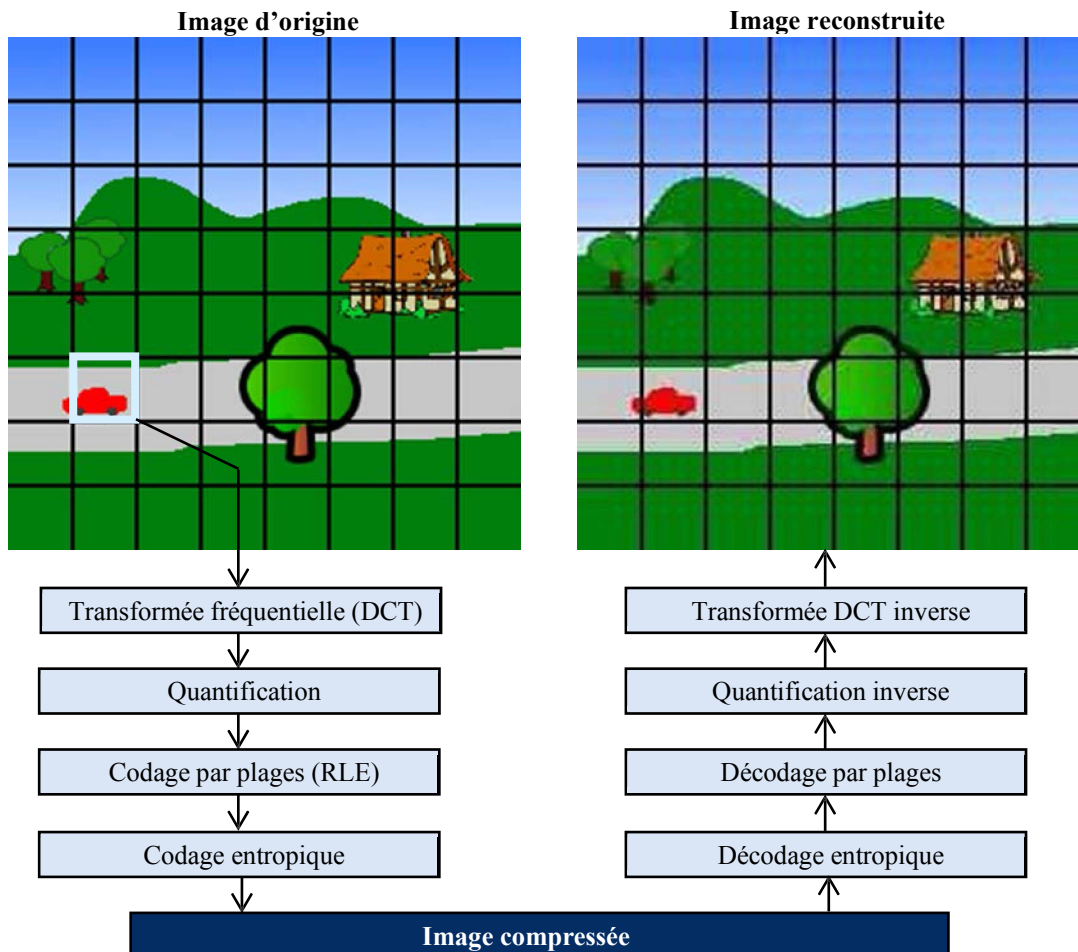 Image d'origine
Image reconstruite
Transformée fréquentielle (DCT)
Transformée DCT inverse
Quantification
Quantification inverse
Codage par plages (RLE)
Décodage par plages
Codage entropique
Décodage entropique
Image compressée